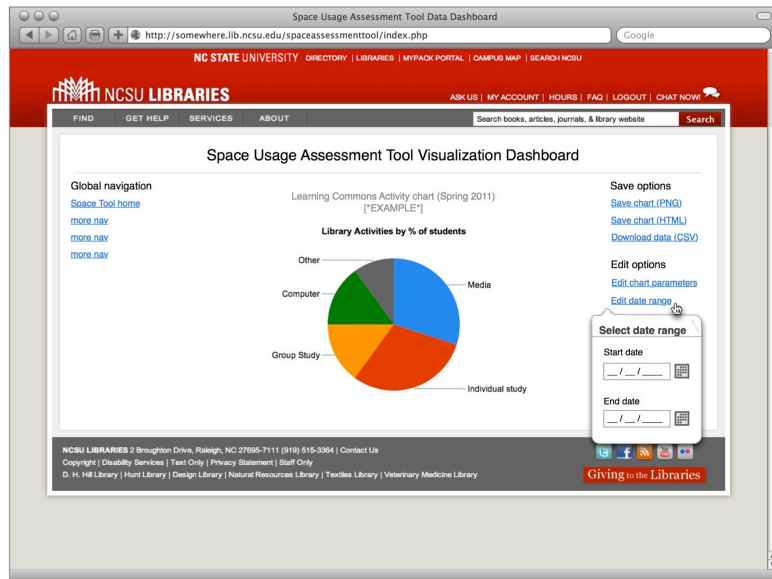 Space Usage Assessment Tool Data Dashboard
http://somewhere.lib.ncsu.edu/spaceassessmenttool/index.php
Google
NC STATE UNIVERSITY DIRECTORY | LIBRARIES | MYPACK PORTAL | CAMPUS MAP | SEARCH NCSU
NCSU LIBRARIES
ASK US | MY ACCOUNT | HOURS | FAQ | LOGOUT | CHAT NOW!
FIND GET HELP SERVICES ABOUT
Search books, articles, journals, & library website Search
Space Usage Assessment Tool Visualization Dashboard
Global navigation
Space Tool home
more nav
more nav
more nav
Learning Commons Activity chart (Spring 2011)
[*EXAMPLE*]
Library Activities by % of students
Other
Media
Computer
Group Study
Individual study
Save options
Save chart (PNG)
Save chart (HTML)
Download data (CSV)
Edit options
Edit chart parameters
Edit date range
Select date range
Start date
__/__/____
End date
__/__/____
NCSU LIBRARIES 2 Broughton Drive, Raleigh, NC 27695-7111 (919) 515-3364 | Contact Us
Copyright | Disability Services | Text Only | Privacy Statement | Staff Only
D. H. Hill Library | Hunt Library | Design Library | Natural Resources Library | Textiles Library | Veterinary Medicine Library
Giving to the Libraries